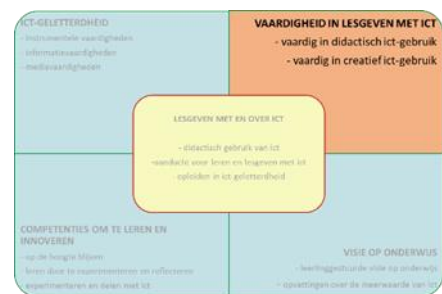 ICT-GELETTERDHEID
- instrumentele vaardigheden
- informatievaardigheden
- mediavaardigheden
VAARDIGHEID IN LESGEVEN MET ICT
- vaardig in didactisch ict-gebruik
- vaardig in creatief ict-gebruik
LESGEVEN MET EN OVER ICT
- didactisch gebruik van ict
-aandacht voor leren en lesgeven met ict
- opleiden in ict geletterdheid
COMPETENTIES OM TE LEREN EN
INNOVEREN
- op de hoogte blijven
- leren door te experimenteren en reflecteren
- experimenteren en delen met ict
VISIE OP ONDERWIJS
- leerlinggestuurde visie op onderwijs
- opvattingen over de meerwaarde van ict